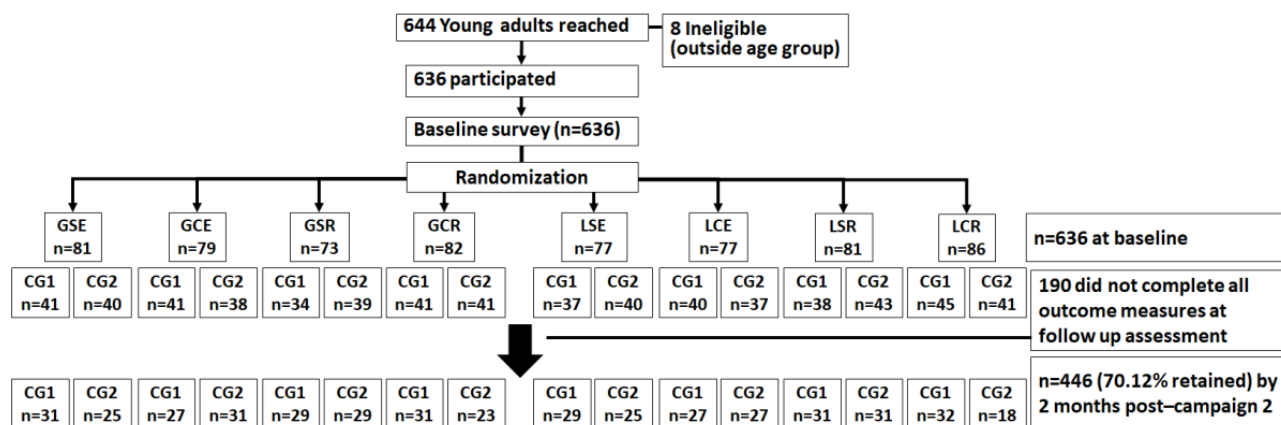 644 Young adults reached
8 Ineligible
(outside age group)
636 participated
Baseline survey (n=636)
Randomization
GSE
n=81
GCE
n=79
GSR
n=73
GCR
n=82
LSE
n=77
LCE
n=77
LSR
n=81
LCR
n=86
n=636 at baseline
CG1
n=41
CG2
n=40
CG1
n=41
CG2
n=38
CG1
n=34
CG2
n=39
CG1
n=41
CG2
n=41
CG1
n=37
CG2
n=40
CG1
n=40
CG2
n=37
CG1
n=38
CG2
n=43
CG1
n=45
CG2
n=41
190 did not complete all
outcome measures at
follow up assessment
CG1
n=31
CG2
n=25
CG1
n=27
CG2
n=31
CG1
n=29
CG2
n=29
CG1
n=31
CG2
n=23
CG1
n=29
CG2
n=25
CG1
n=27
CG2
n=27
CG1
n=31
CG2
n=31
CG1
n=32
CG2
n=18
n=446 (70.12% retained) by
2 months post–campaign 2